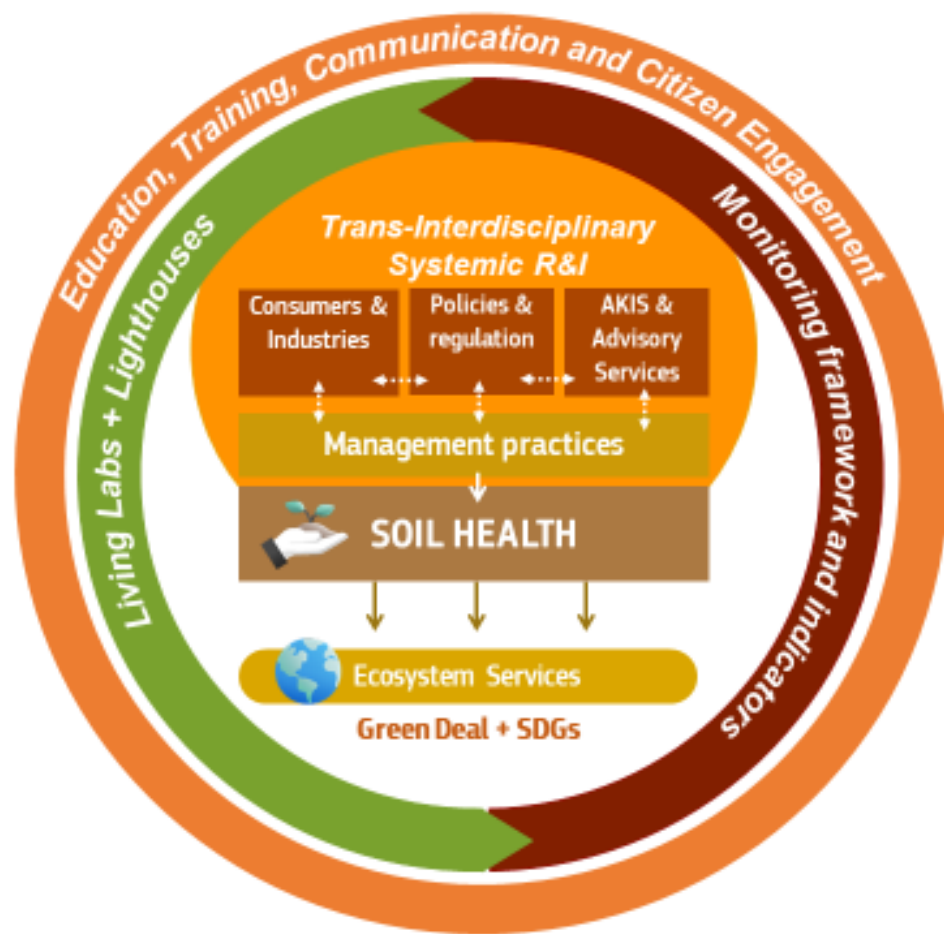 Education, Training, Communication and Citizen Engagement
Living Labs + Lighthouses
Monitoring framework and indicators
Trans-Interdisciplinary
Systemic R&I
Consumers &
Industries
Policies &
regulation
AKIS &
Advisory
Services
Management practices
SOIL HEALTH
Ecosystem Services
Green Deal + SDGs